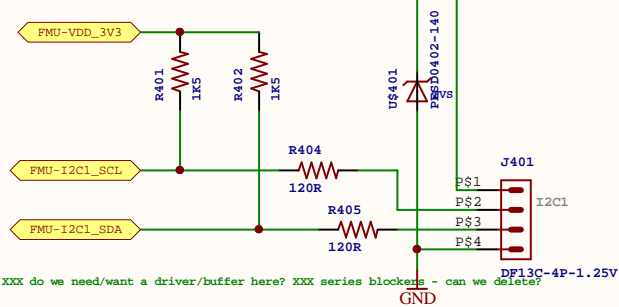 FMU-VDD_3V3
R401
1K5
R402
1K5
U$401
PESD0402-140
TVS
R404
120R
FMU-I2C1_SCL
R405
120R
FMU-I2C1_SDA
J401
P$1
P$2
P$3
P$4
I2C1
DF13C-4P-1.25V
XXX do we need/want a driver/buffer here? XXX series blockers - can we delete?
GND